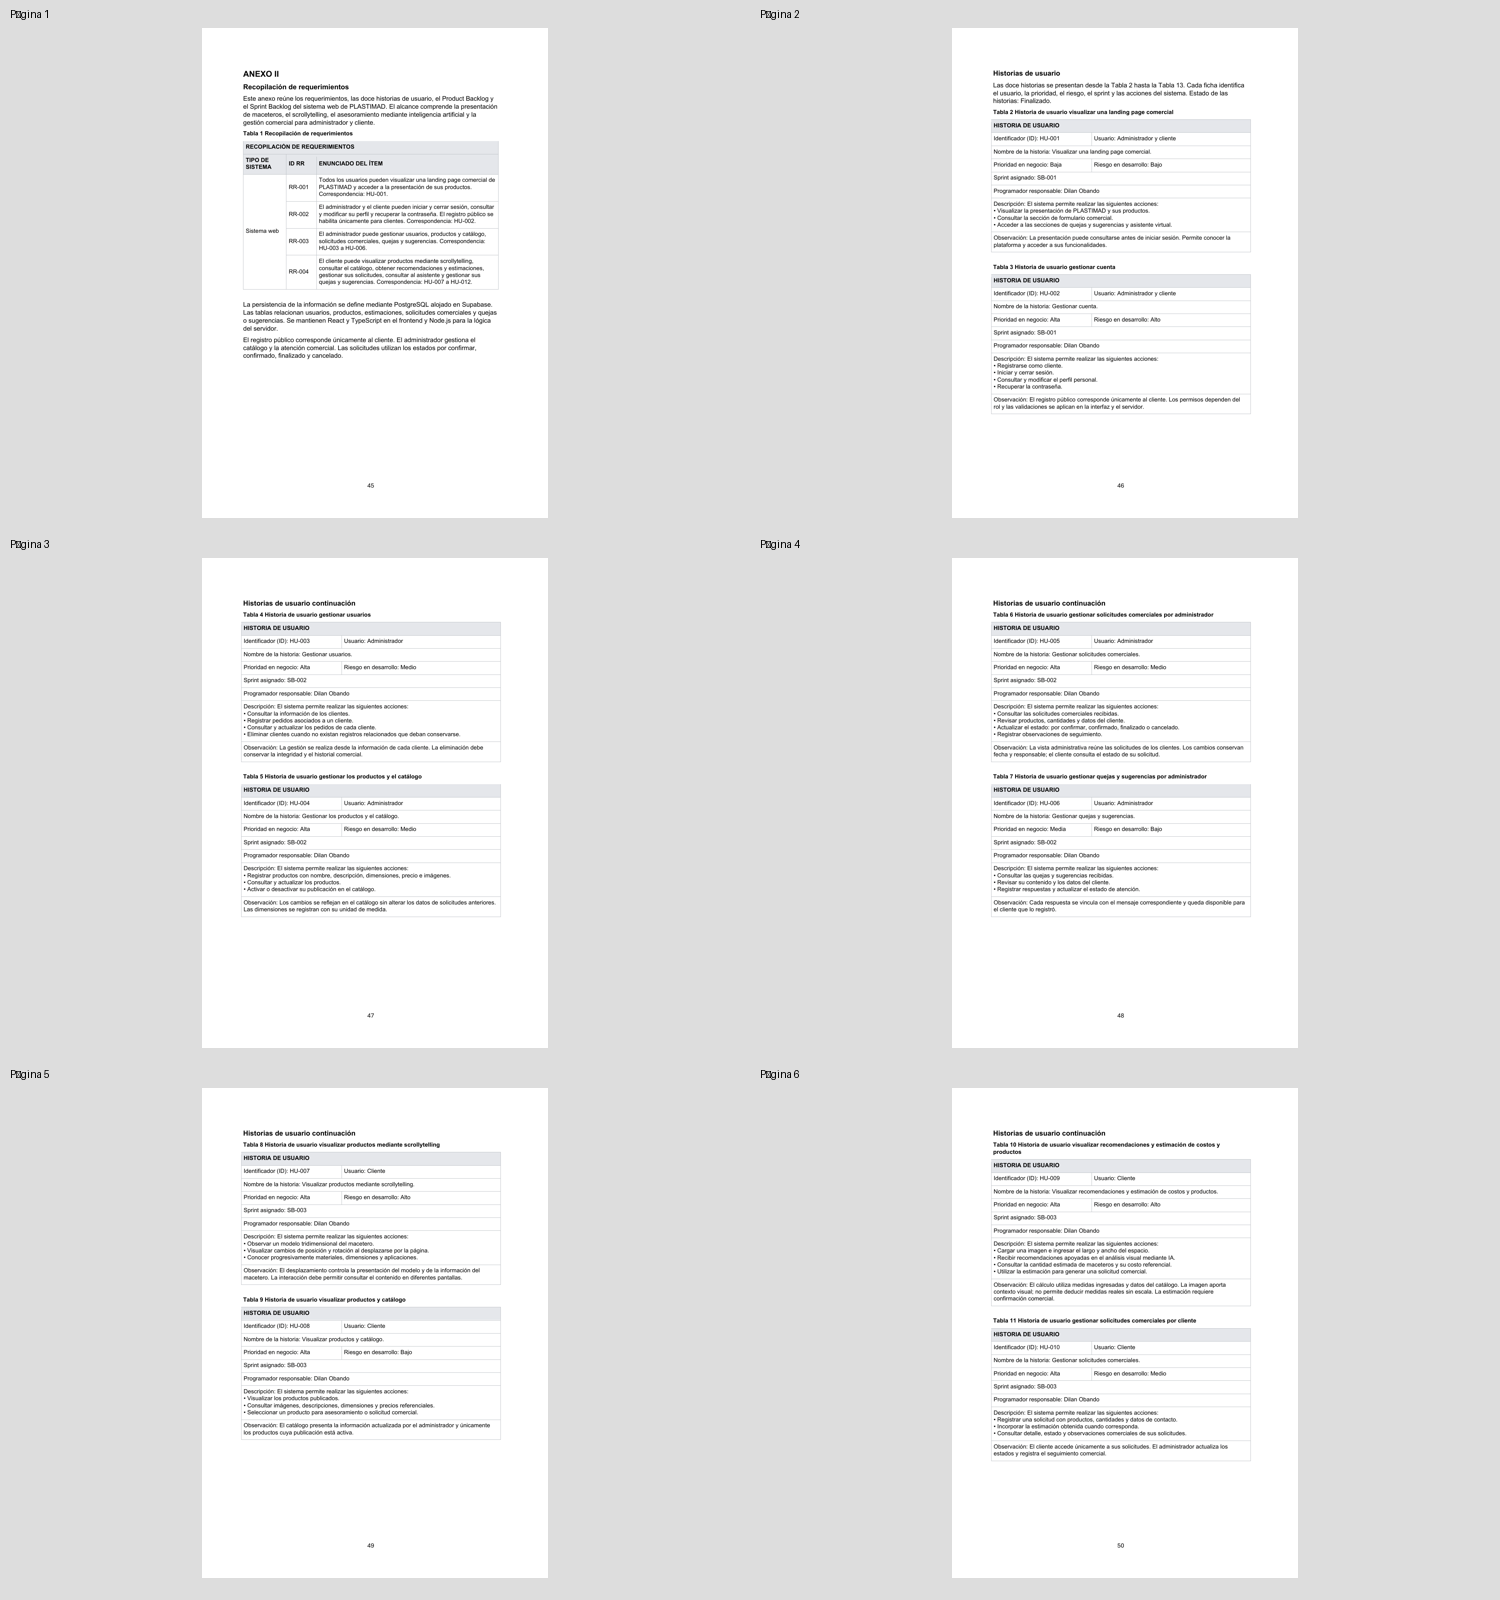 Página 1
ANEXO II
Recopilación de requerimientos
Este anexo reúne los requerimientos, las doce historias de usuario, el Product Backlog y
el Sprint Backlog del sistema web de PLASTIMAD. El alcance comprende la presentación
de maceteros, el scrollytelling, el asesoramiento mediante inteligencia artificial y la
gestión comercial para administrador y cliente.
Tabla 1 Recopilación de requerimientos
RECOPILACIÓN DE REQUERIMIENTOS
TIPO DE SISTEMA
ID RR
ENUNCIADO DEL ÍTEM
Sistema web
RR-001
Todos los usuarios pueden visualizar una landing page comercial de
PLASTIMAD y acceder a la presentación de sus productos.
Correspondencia: HU-001.
RR-002
El administrador y el cliente pueden iniciar y cerrar sesión, consultar
y modificar su perfil y recuperar la contraseña. El registro público se
habilita únicamente para clientes. Correspondencia: HU-002.
RR-003
El administrador puede gestionar usuarios, productos y catálogo,
solicitudes comerciales, quejas y sugerencias. Correspondencia:
HU-003 a HU-006.
RR-004
El cliente puede visualizar productos mediante scrollytelling,
consultar el catálogo, obtener recomendaciones y estimaciones,
gestionar sus solicitudes, consultar al asistente y gestionar sus
quejas y sugerencias. Correspondencia: HU-007 a HU-012.
La persistencia de la información se define mediante PostgreSQL alojado en Supabase.
Las tablas relacionan usuarios, productos, estimaciones, solicitudes comerciales y quejas
o sugerencias. Se mantienen React y TypeScript en el frontend y Node.js para la lógica
del servidor.
El registro público corresponde únicamente al cliente. El administrador gestiona el
catálogo y la atención comercial. Las solicitudes utilizan los estados por confirmar,
confirmado, finalizado y cancelado.
45
Página 2
Historias de usuario
Las doce historias se presentan desde la Tabla 2 hasta la Tabla 13. Cada ficha identifica
el usuario, la prioridad, el riesgo, el sprint y las acciones del sistema. Estado de las
historias: Finalizado.
Tabla 2 Historia de usuario visualizar una landing page comercial
HISTORIA DE USUARIO
Identificador (ID): HU-001
Usuario: Administrador y cliente
Nombre de la historia: Visualizar una landing page comercial.
Prioridad en negocio: Baja
Riesgo en desarrollo: Bajo
Sprint asignado: SB-001
Programador responsable: Dilan Obando
Descripción: El sistema permite realizar las siguientes acciones:
• Visualizar la presentación de PLASTIMAD y sus productos.
• Consultar la sección de formulario comercial.
• Acceder a las secciones de quejas y sugerencias y asistente virtual.
Observación: La presentación puede consultarse antes de iniciar sesión. Permite conocer la
plataforma y acceder a sus funcionalidades.
Tabla 3 Historia de usuario gestionar cuenta
HISTORIA DE USUARIO
Identificador (ID): HU-002
Usuario: Administrador y cliente
Nombre de la historia: Gestionar cuenta.
Prioridad en negocio: Alta
Riesgo en desarrollo: Alto
Sprint asignado: SB-001
Programador responsable: Dilan Obando
Descripción: El sistema permite realizar las siguientes acciones:
• Registrarse como cliente.
• Iniciar y cerrar sesión.
• Consultar y modificar el perfil personal.
• Recuperar la contraseña.
Observación: El registro público corresponde únicamente al cliente. Los permisos dependen del
rol y las validaciones se aplican en la interfaz y el servidor.
46
Página 3
Historias de usuario continuación
Tabla 4 Historia de usuario gestionar usuarios
HISTORIA DE USUARIO
Identificador (ID): HU-003
Usuario: Administrador
Nombre de la historia: Gestionar usuarios.
Prioridad en negocio: Alta
Riesgo en desarrollo: Medio
Sprint asignado: SB-002
Programador responsable: Dilan Obando
Descripción: El sistema permite realizar las siguientes acciones:
• Consultar la información de los clientes.
• Registrar pedidos asociados a un cliente.
• Consultar y actualizar los pedidos de cada cliente.
• Eliminar clientes cuando no existan registros relacionados que deban conservarse.
Observación: La gestión se realiza desde la información de cada cliente. La eliminación debe
conservar la integridad y el historial comercial.
Tabla 5 Historia de usuario gestionar los productos y el catálogo
HISTORIA DE USUARIO
Identificador (ID): HU-004
Usuario: Administrador
Nombre de la historia: Gestionar los productos y el catálogo.
Prioridad en negocio: Alta
Riesgo en desarrollo: Medio
Sprint asignado: SB-002
Programador responsable: Dilan Obando
Descripción: El sistema permite realizar las siguientes acciones:
• Registrar productos con nombre, descripción, dimensiones, precio e imágenes.
• Consultar y actualizar los productos.
• Activar o desactivar su publicación en el catálogo.
Observación: Los cambios se reflejan en el catálogo sin alterar los datos de solicitudes anteriores.
Las dimensiones se registran con su unidad de medida.
47
Página 4
Historias de usuario continuación
Tabla 6 Historia de usuario gestionar solicitudes comerciales por administrador
HISTORIA DE USUARIO
Identificador (ID): HU-005
Usuario: Administrador
Nombre de la historia: Gestionar solicitudes comerciales.
Prioridad en negocio: Alta
Riesgo en desarrollo: Medio
Sprint asignado: SB-002
Programador responsable: Dilan Obando
Descripción: El sistema permite realizar las siguientes acciones:
• Consultar las solicitudes comerciales recibidas.
• Revisar productos, cantidades y datos del cliente.
• Actualizar el estado: por confirmar, confirmado, finalizado o cancelado.
• Registrar observaciones de seguimiento.
Observación: La vista administrativa reúne las solicitudes de los clientes. Los cambios conservan
fecha y responsable; el cliente consulta el estado de su solicitud.
Tabla 7 Historia de usuario gestionar quejas y sugerencias por administrador
HISTORIA DE USUARIO
Identificador (ID): HU-006
Usuario: Administrador
Nombre de la historia: Gestionar quejas y sugerencias.
Prioridad en negocio: Media
Riesgo en desarrollo: Bajo
Sprint asignado: SB-002
Programador responsable: Dilan Obando
Descripción: El sistema permite realizar las siguientes acciones:
• Consultar las quejas y sugerencias recibidas.
• Revisar su contenido y los datos del cliente.
• Registrar respuestas y actualizar el estado de atención.
Observación: Cada respuesta se vincula con el mensaje correspondiente y queda disponible para
el cliente que lo registró.
48
Página 5
Historias de usuario continuación
Tabla 8 Historia de usuario visualizar productos mediante scrollytelling
HISTORIA DE USUARIO
Identificador (ID): HU-007
Usuario: Cliente
Nombre de la historia: Visualizar productos mediante scrollytelling.
Prioridad en negocio: Alta
Riesgo en desarrollo: Alto
Sprint asignado: SB-003
Programador responsable: Dilan Obando
Descripción: El sistema permite realizar las siguientes acciones:
• Observar un modelo tridimensional del macetero.
• Visualizar cambios de posición y rotación al desplazarse por la página.
• Conocer progresivamente materiales, dimensiones y aplicaciones.
Observación: El desplazamiento controla la presentación del modelo y de la información del
macetero. La interacción debe permitir consultar el contenido en diferentes pantallas.
Tabla 9 Historia de usuario visualizar productos y catálogo
HISTORIA DE USUARIO
Identificador (ID): HU-008
Usuario: Cliente
Nombre de la historia: Visualizar productos y catálogo.
Prioridad en negocio: Alta
Riesgo en desarrollo: Bajo
Sprint asignado: SB-003
Programador responsable: Dilan Obando
Descripción: El sistema permite realizar las siguientes acciones:
• Visualizar los productos publicados.
• Consultar imágenes, descripciones, dimensiones y precios referenciales.
• Seleccionar un producto para asesoramiento o solicitud comercial.
Observación: El catálogo presenta la información actualizada por el administrador y únicamente
los productos cuya publicación está activa.
49
Página 6
Historias de usuario continuación
Tabla 10 Historia de usuario visualizar recomendaciones y estimación de costos y
productos
HISTORIA DE USUARIO
Identificador (ID): HU-009
Usuario: Cliente
Nombre de la historia: Visualizar recomendaciones y estimación de costos y productos.
Prioridad en negocio: Alta
Riesgo en desarrollo: Alto
Sprint asignado: SB-003
Programador responsable: Dilan Obando
Descripción: El sistema permite realizar las siguientes acciones:
• Cargar una imagen e ingresar el largo y ancho del espacio.
• Recibir recomendaciones apoyadas en el análisis visual mediante IA.
• Consultar la cantidad estimada de maceteros y su costo referencial.
• Utilizar la estimación para generar una solicitud comercial.
Observación: El cálculo utiliza medidas ingresadas y datos del catálogo. La imagen aporta
contexto visual; no permite deducir medidas reales sin escala. La estimación requiere
confirmación comercial.
Tabla 11 Historia de usuario gestionar solicitudes comerciales por cliente
HISTORIA DE USUARIO
Identificador (ID): HU-010
Usuario: Cliente
Nombre de la historia: Gestionar solicitudes comerciales.
Prioridad en negocio: Alta
Riesgo en desarrollo: Medio
Sprint asignado: SB-003
Programador responsable: Dilan Obando
Descripción: El sistema permite realizar las siguientes acciones:
• Registrar una solicitud con productos, cantidades y datos de contacto.
• Incorporar la estimación obtenida cuando corresponda.
• Consultar detalle, estado y observaciones comerciales de sus solicitudes.
Observación: El cliente accede únicamente a sus solicitudes. El administrador actualiza los
estados y registra el seguimiento comercial.
50